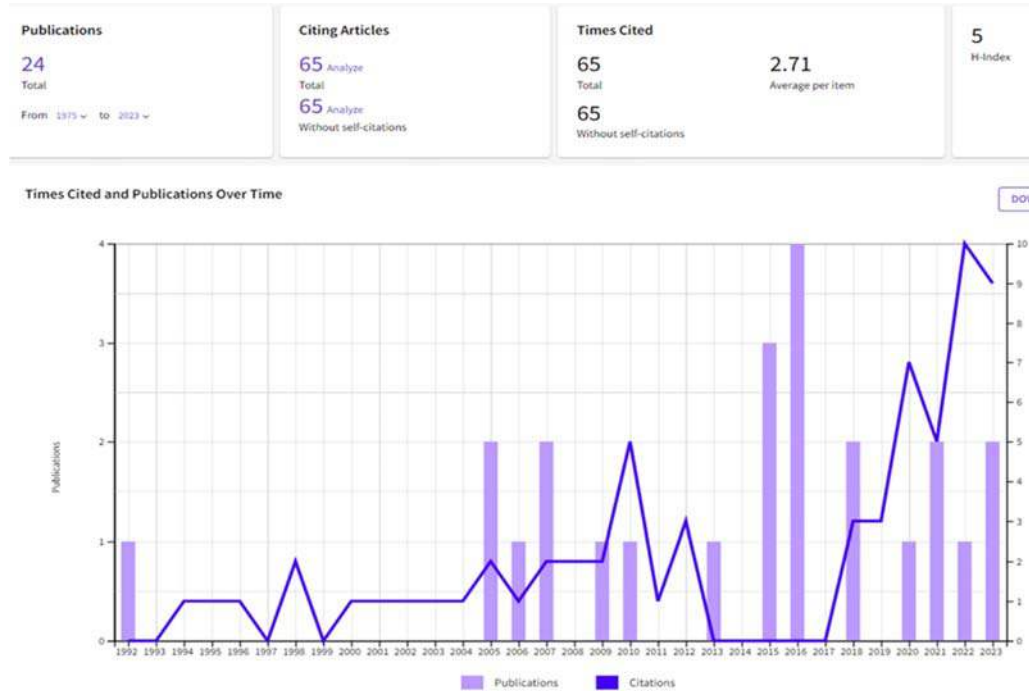 Publications
24
Total
From 1975 to 2023
Citing Articles
65 Analyze
Total
65 Analyze
Without self-citations
Times Cited
65
Total
65
Without self-citations
2.71
Average per item
5
H-Index
Times Cited and Publications Over Time
Publications
4
3
2
1
0
10
9
8
7
6
5
4
3
2
1
0
1992 1993 1994 1995 1996 1997 1998 1999 2000 2001 2002 2003 2004 2005 2006 2007 2008 2009 2010 2011 2012 2013 2014 2015 2016 2017 2018 2019 2020 2021 2022 2023
Publications Citations